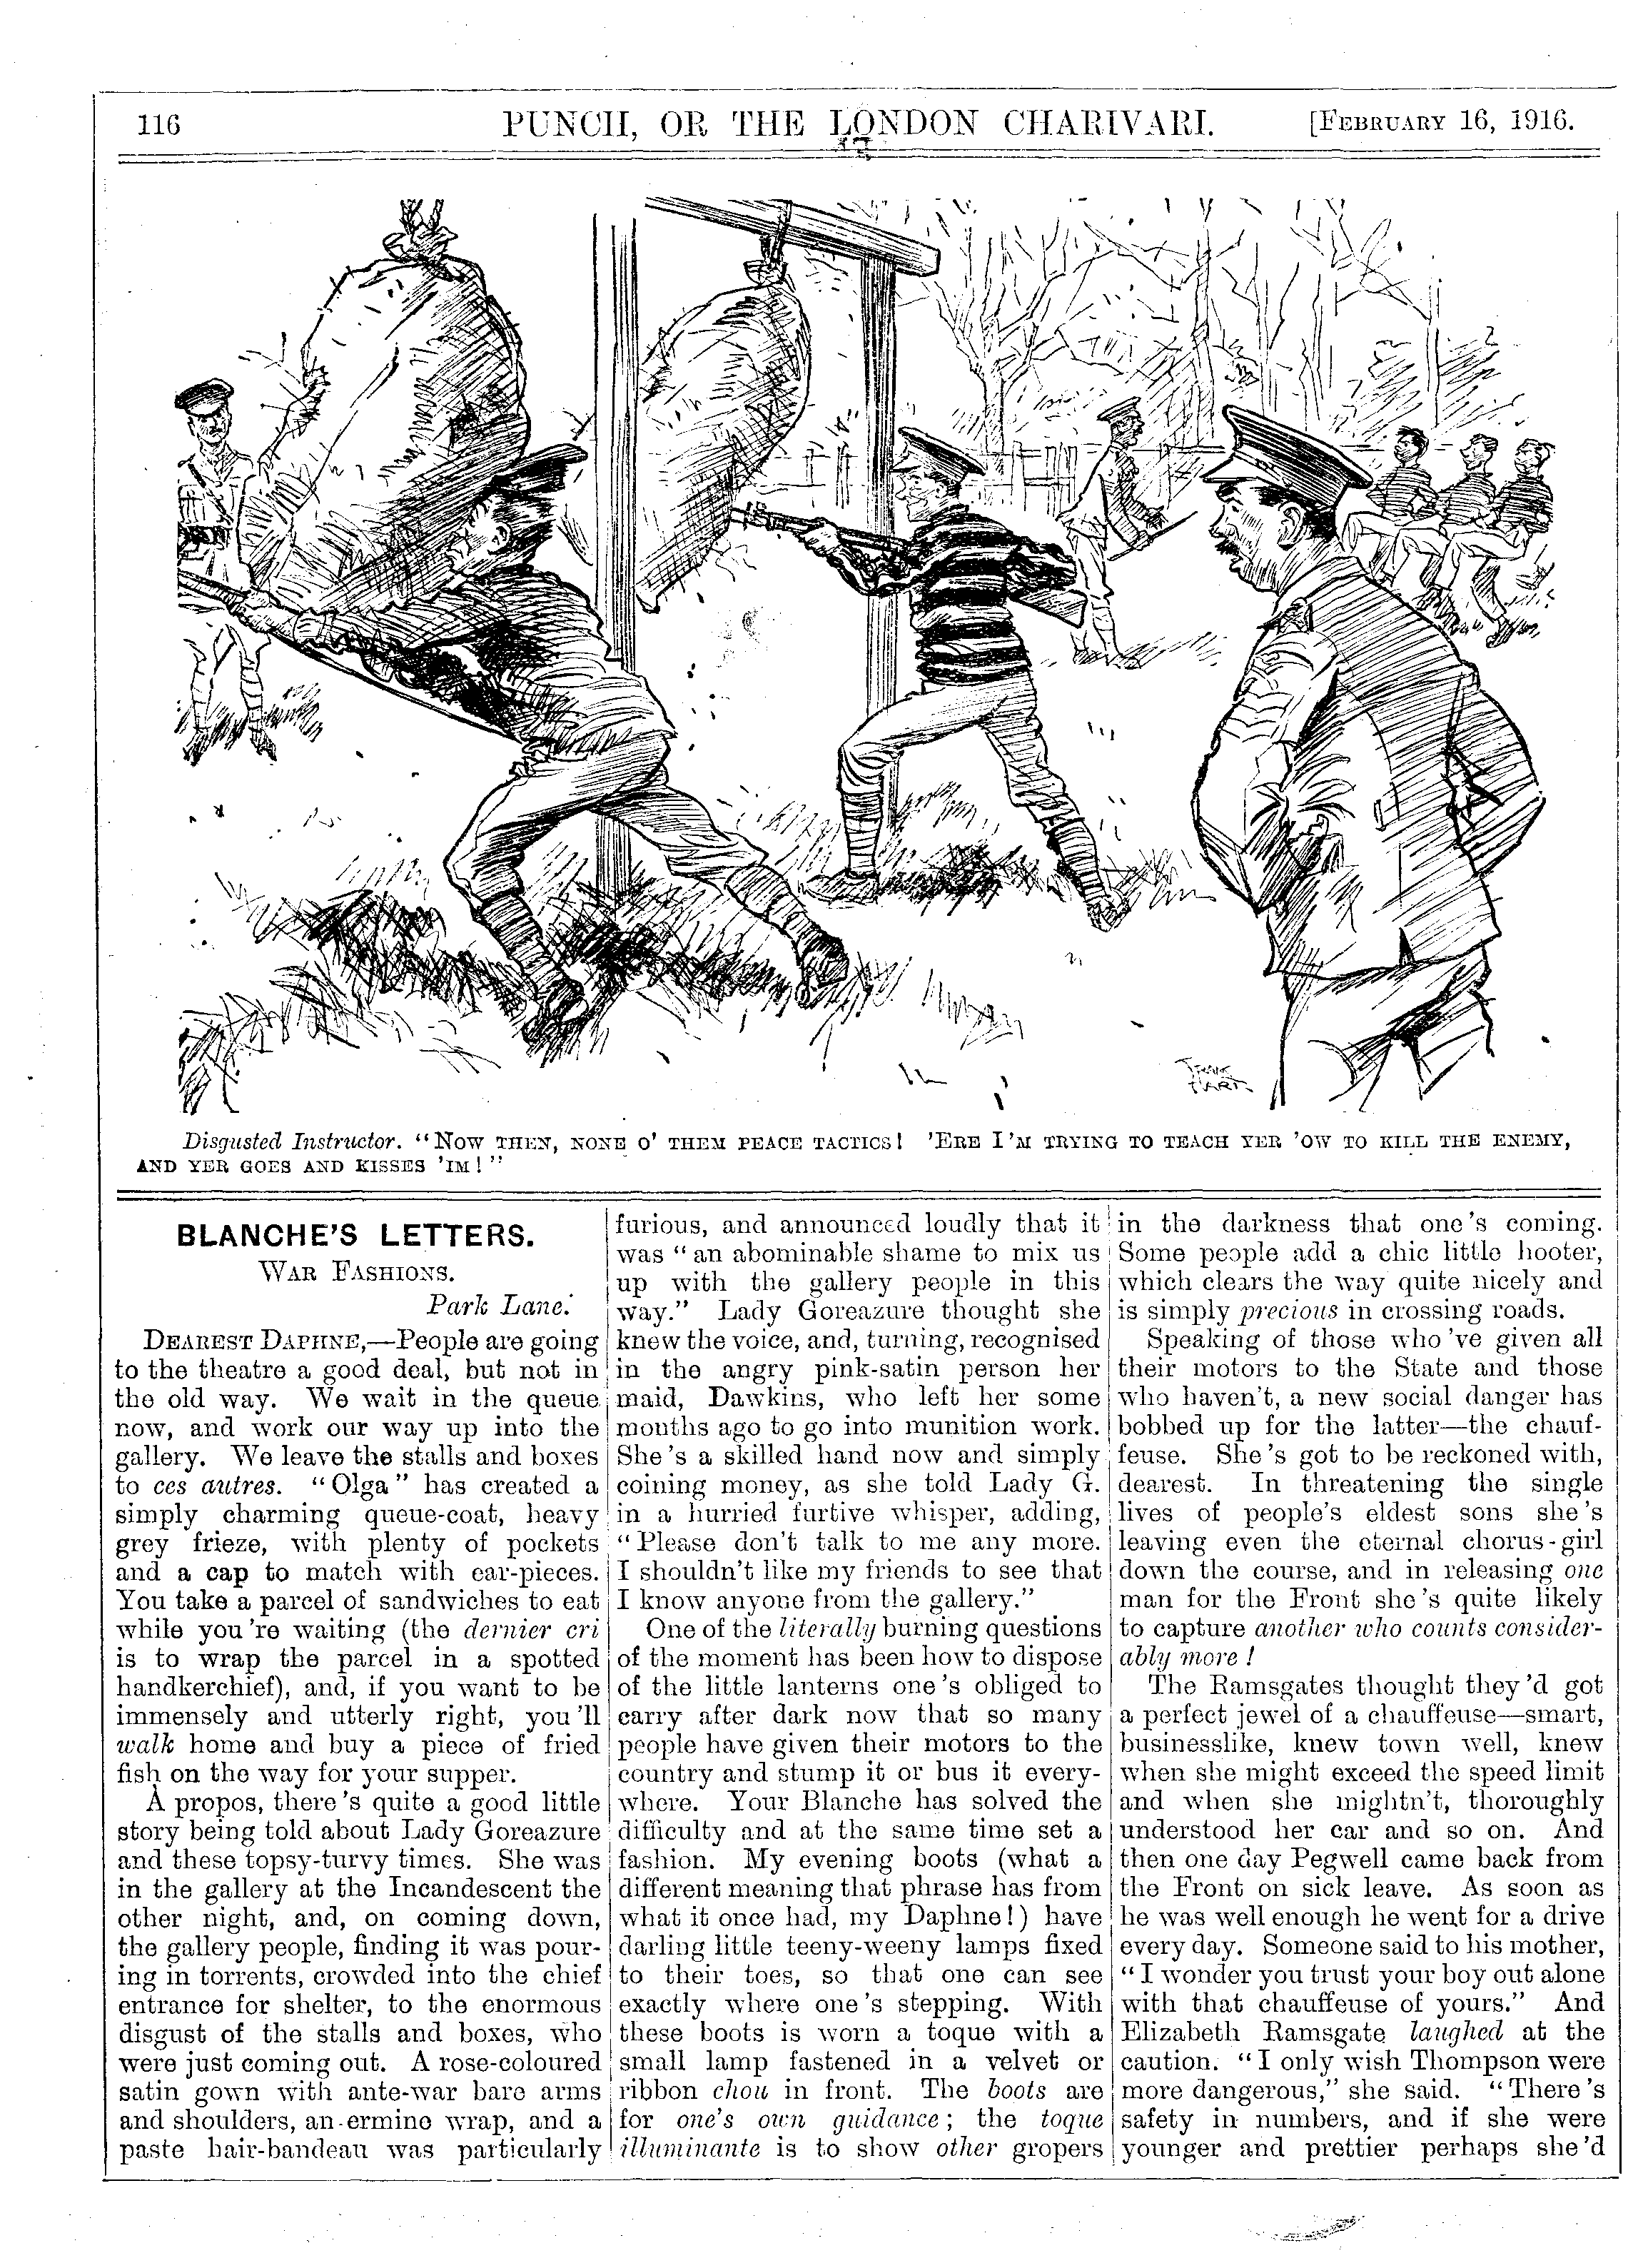 116
PUNCH, OR THE LONDON CHARIVARI.
[FEBRUARY 16, 1916.
FRANK HART.
Disgusted Instructor. "NOW THEN, NONE O' THEM PEACE TACTICS! 'ERE I'M TRYING TO TEACH YER 'OW TO KILL THE ENEMY,
AND YER GOES AND KISSES 'IM!"
BLANCHE'S LETTERS.
WAR FASHIONS.
Park Lane.
DEAREST DAPHNE,—People are going
to the theatre a good deal, but not in
the old way. We wait in the queue
now, and work our way up into the
gallery. We leave the stalls and boxes
to ces autres. "Olga" has created a
simply charming queue-coat, heavy
grey frieze, with plenty of pockets
and a cap to match with ear-pieces.
You take a parcel of sandwiches to eat
while you 're waiting (the dernier cri
is to wrap the parcel in a spotted
handkerchief), and, if you want to be
immensely and utterly right, you 'll
walk home and buy a piece of fried
fish on the way for your supper.
À propos, there 's quite a good little
story being told about Lady Goreazure
and these topsy-turvy times. She was
in the gallery at the Incandescent the
other night, and, on coming down,
the gallery people, finding it was pour-
ing in torrents, crowded into the chief
entrance for shelter, to the enormous
disgust of the stalls and boxes, who
were just coming out. A rose-coloured
satin gown with ante-war bare arms
and shoulders, an ermine wrap, and a
paste hair-bandeau was particularly
furious, and announced loudly that it
was "an abominable shame to mix us
up with the gallery people in this
way." Lady Goreazure thought she
knew the voice, and, turning, recognised
in the angry pink-satin person her
maid, Dawkins, who left her some
months ago to go into munition work.
She 's a skilled hand now and simply
coining money, as she told Lady G.
in a hurried furtive whisper, adding,
"Please don't talk to me any more.
I shouldn't like my friends to see that
I know anyone from the gallery."
One of the literally burning questions
of the moment has been how to dispose
of the little lanterns one 's obliged to
carry after dark now that so many
people have given their motors to the
country and stump it or bus it every-
where. Your Blanche has solved the
difficulty and at the same time set a
fashion. My evening boots (what a
different meaning that phrase has from
what it once had, my Daphne!) have
darling little teeny-weeny lamps fixed
to their toes, so that one can see
exactly where one 's stepping. With
these boots is worn a toque with a
small lamp fastened in a velvet or
ribbon chou in front. The boots are
for one's own guidance; the toque
illuminante is to show other gropers
in the darkness that one 's coming.
Some people add a chic little hooter,
which clears the way quite nicely and
is simply precious in crossing roads.
Speaking of those who 've given all
their motors to the State and those
who haven't, a new social danger has
bobbed up for the latter—the chauf-
feuse. She 's got to be reckoned with,
dearest. In threatening the single
lives of people's eldest sons she 's
leaving even the eternal chorus-girl
down the course, and in releasing one
man for the Front she 's quite likely
to capture another who counts consider-
ably more!
The Ramsgates thought they 'd got
a perfect jewel of a chauffeuse—smart,
businesslike, knew town well, knew
when she might exceed the speed limit
and when she mightn't, thoroughly
understood her car and so on. And
then one day Pegwell came back from
the Front on sick leave. As soon as
he was well enough he went for a drive
every day. Someone said to his mother,
"I wonder you trust your boy out alone
with that chauffeuse of yours." And
Elizabeth Ramsgate laughed at the
caution. "I only wish Thompson were
more dangerous," she said. "There 's
safety in numbers, and if she were
younger and prettier perhaps she 'd